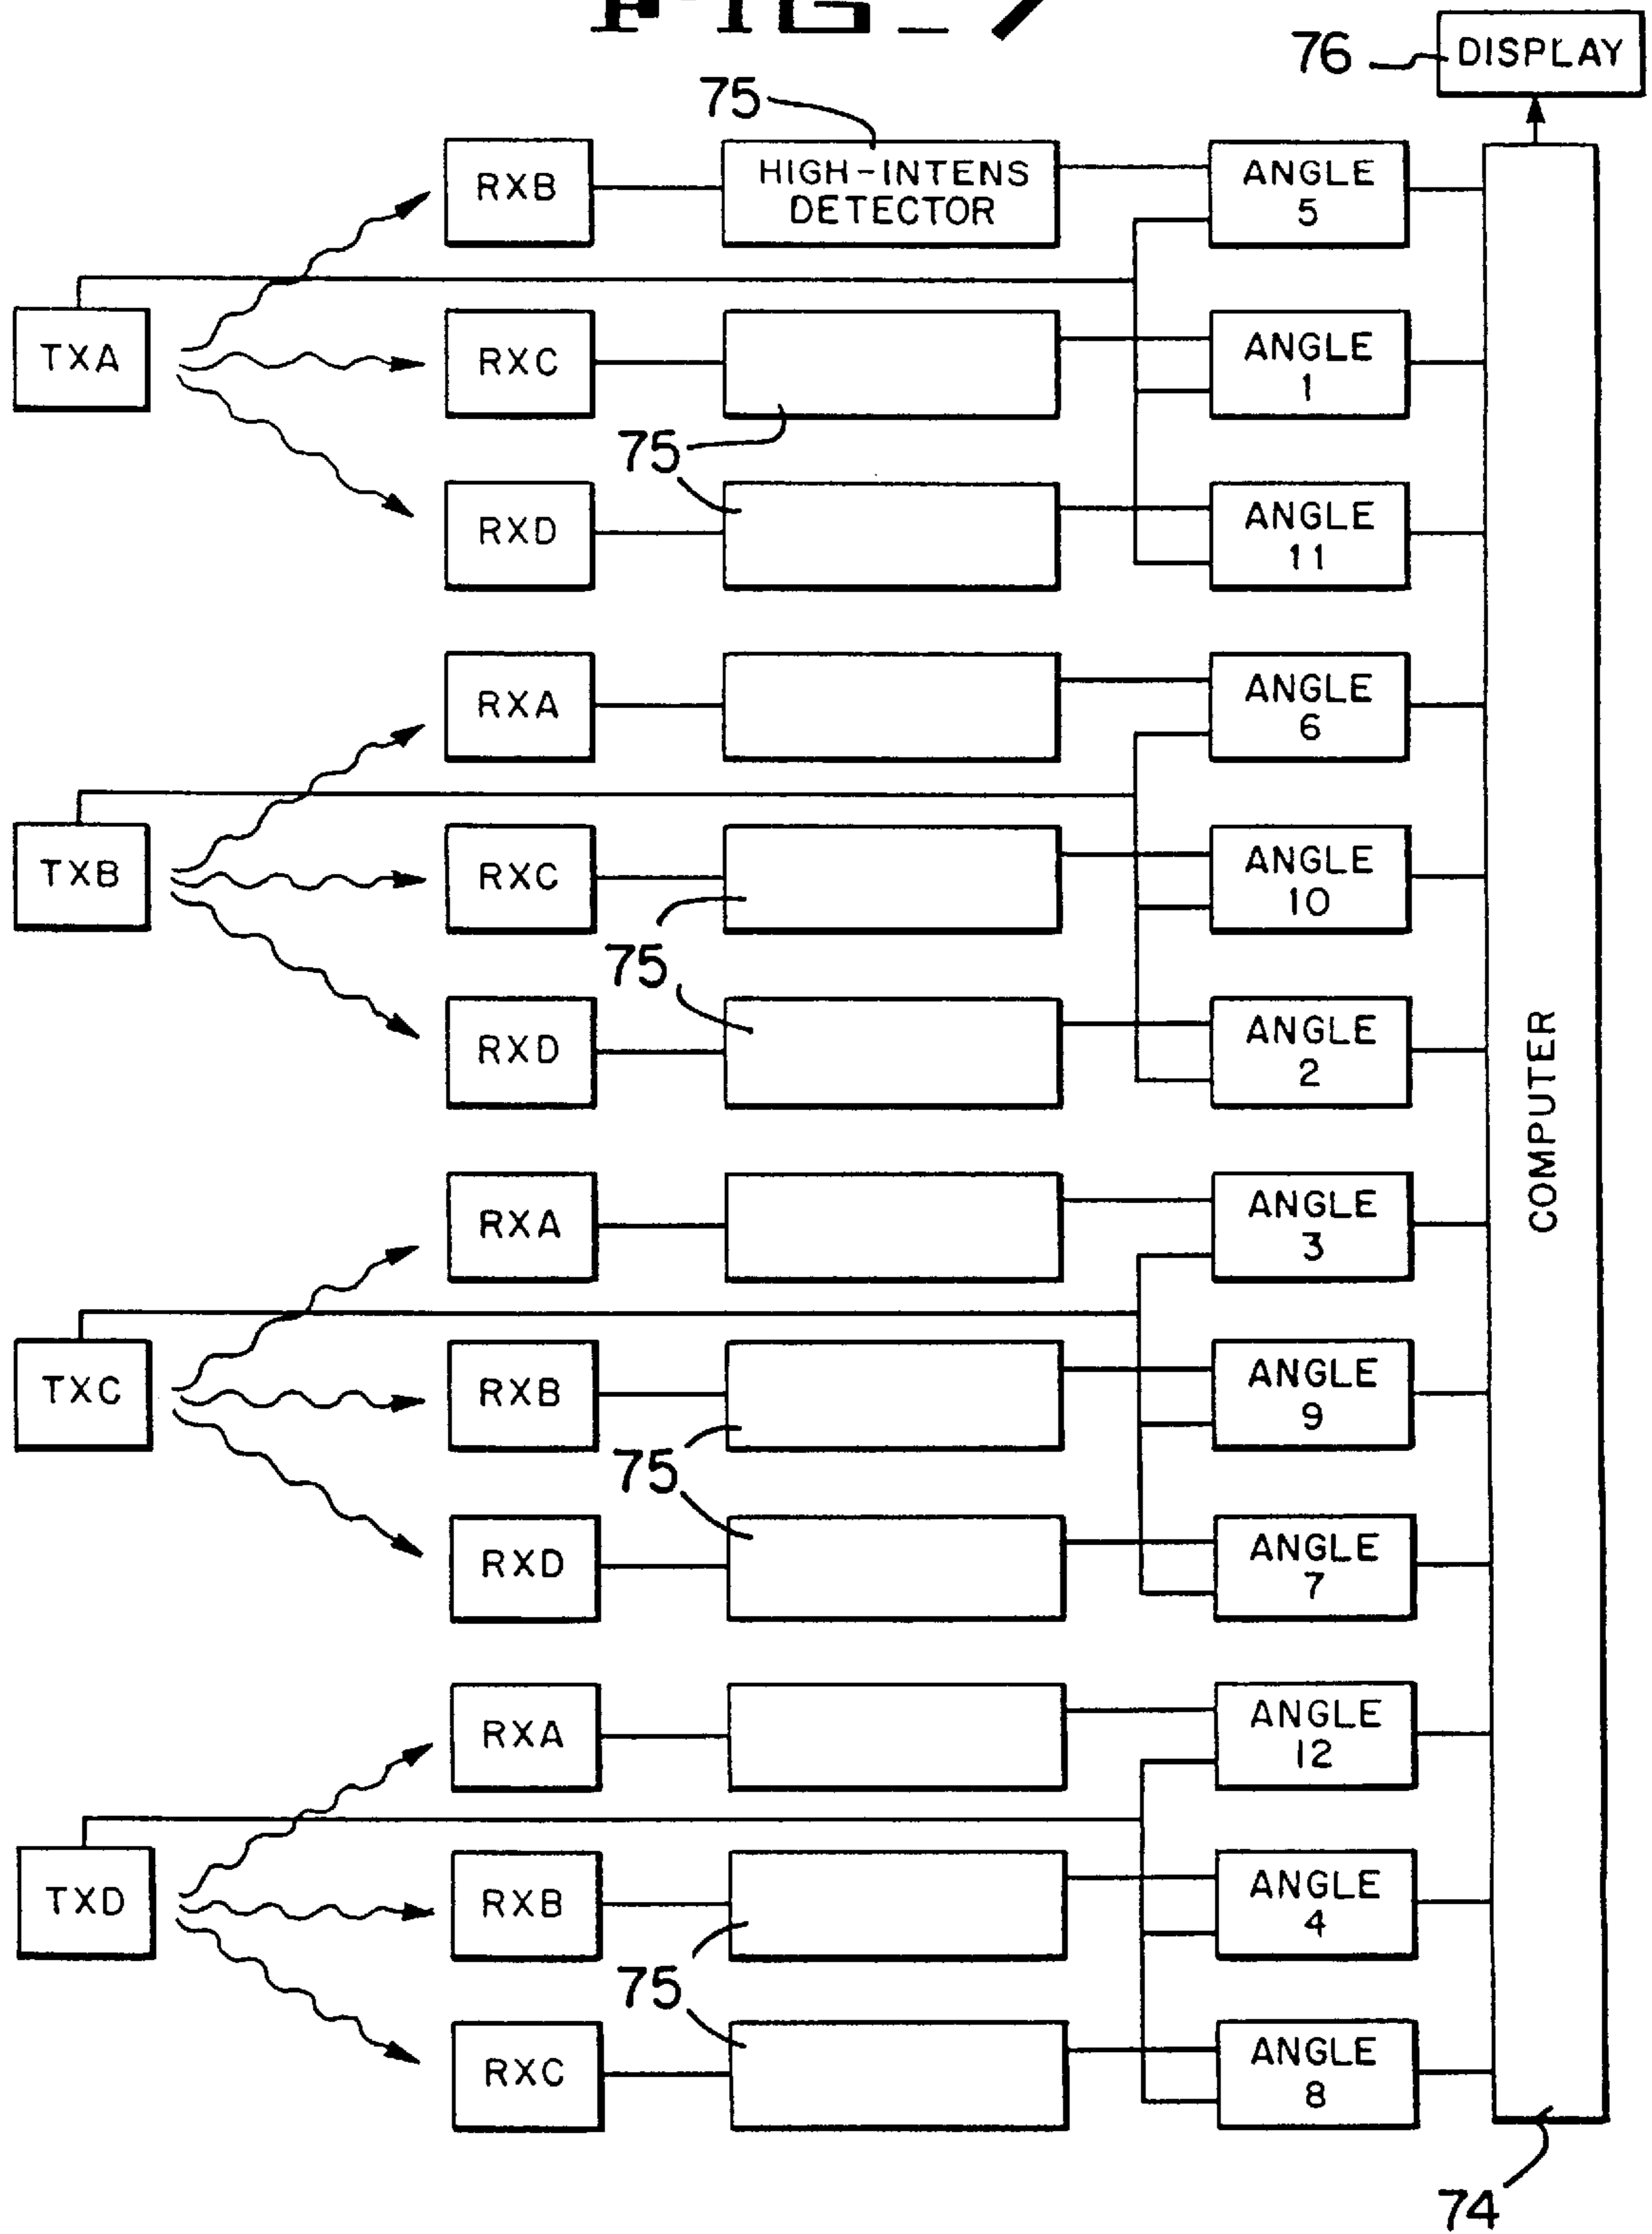 FIG_7
76
DISPLAY
75
RXB
HIGH-INTENS
DETECTOR
ANGLE
5
TXA
RXC
ANGLE
1
75
RXD
ANGLE
11
RXA
ANGLE
6
TXB
RXC
ANGLE
10
75
RXD
ANGLE
2
COMPUTER
RXA
ANGLE
3
TXC
RXB
ANGLE
9
75
RXD
ANGLE
7
RXA
ANGLE
12
TXD
RXB
ANGLE
4
75
RXC
ANGLE
8
74